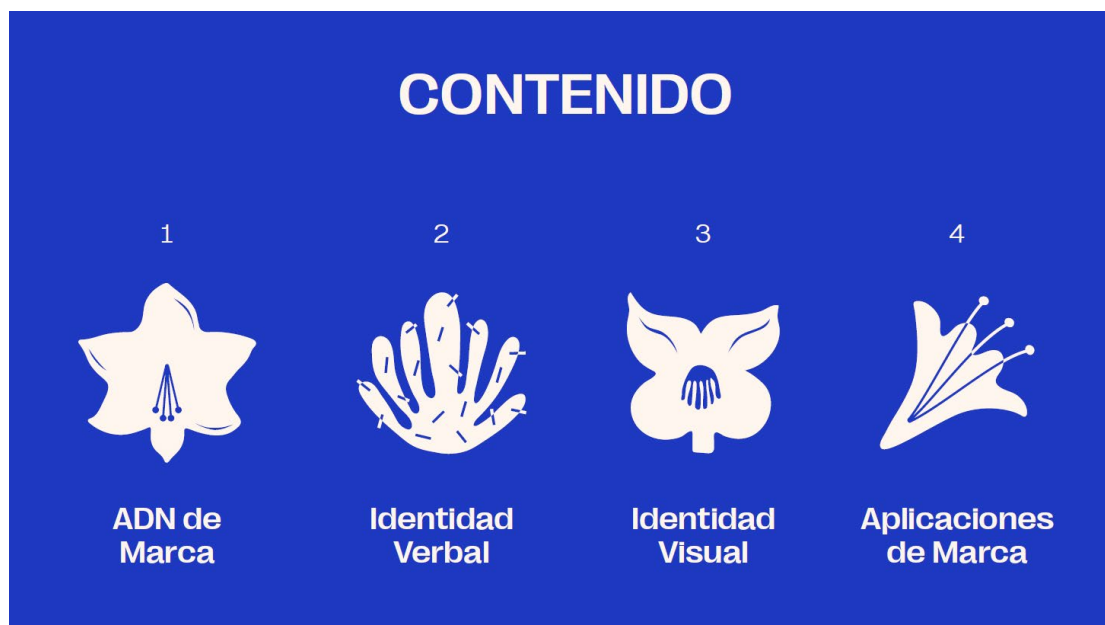 CONTENIDO
1
2
3
4
ADN de
Marca
Identidad
Verbal
Identidad
Visual
Aplicaciones
de Marca